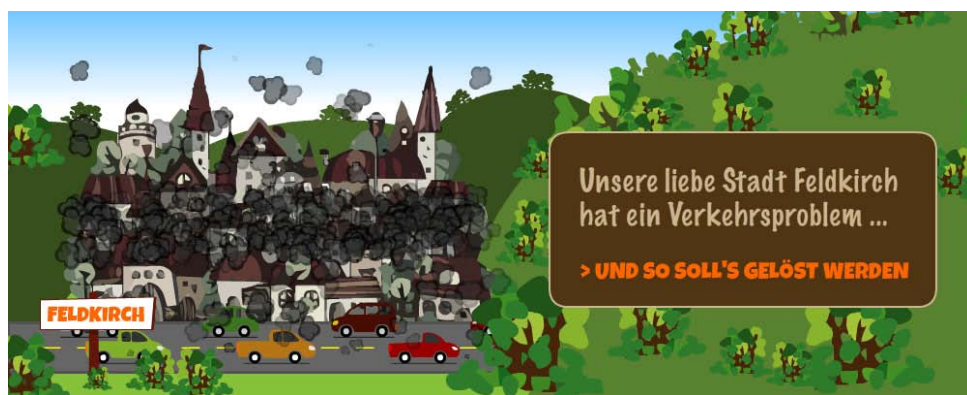 FELDKIRCH
Unsere liebe Stadt Feldkirch
hat ein Verkehrsproblem ...
> UND SO SOLL'S GELÖST WERDEN